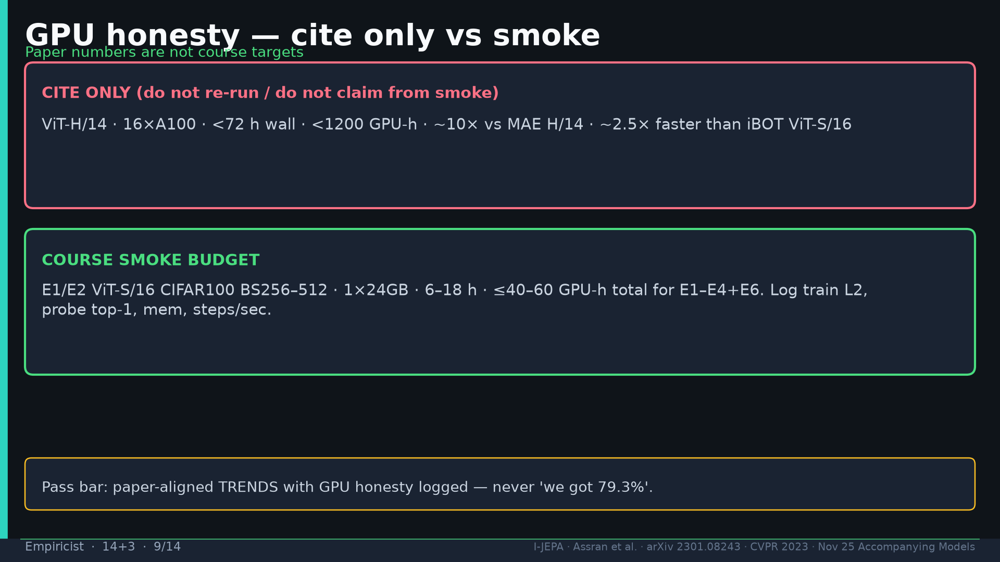 GPU honesty — cite only vs smoke
Paper numbers are not course targets
CITE ONLY (do not re-run / do not claim from smoke)
ViT-H/14 · 16×A100 · <72 h wall · <1200 GPU-h · ~10× vs MAE H/14 · ~2.5× faster than iBOT ViT-S/16
COURSE SMOKE BUDGET
E1/E2 ViT-S/16 CIFAR100 BS256–512 · 1×24GB · 6–18 h · ≤40–60 GPU-h total for E1–E4+E6. Log train L2,
probe top-1, mem, steps/sec.
Pass bar: paper-aligned TRENDS with GPU honesty logged — never 'we got 79.3%'.
Empiricist · 14+3 · 9/14
I-JEPA · Assran et al. · arXiv 2301.08243 · CVPR 2023 · Nov 25 Accompanying Models